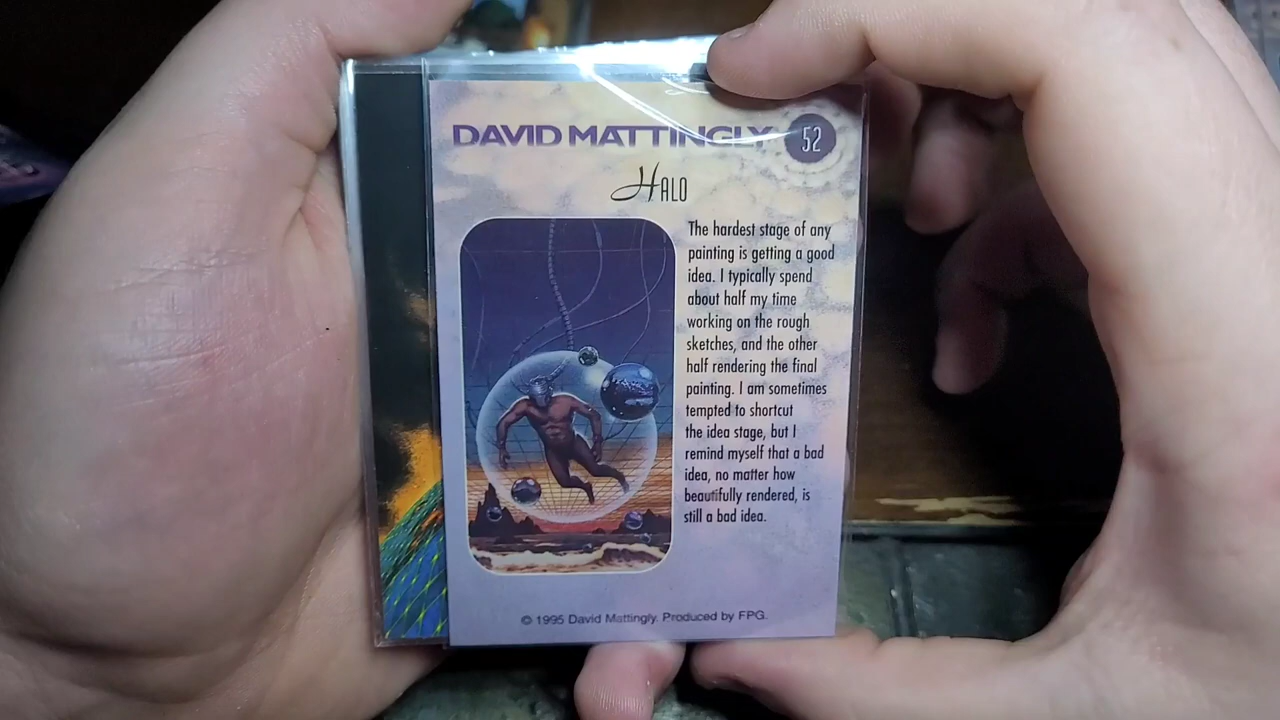 DAVID MATTINGLY
52
HALO
The hardest stage of any
painting is getting a good
idea. I typically spend
about half my time
working on the rough
sketches, and the other
half rendering the final
painting. I am sometimes
tempted to shortcut
the idea stage, but I
remind myself that a bad
idea, no matter how
beautifully rendered, is
still a bad idea.
© 1995 David Mattingly. Produced by FPG.